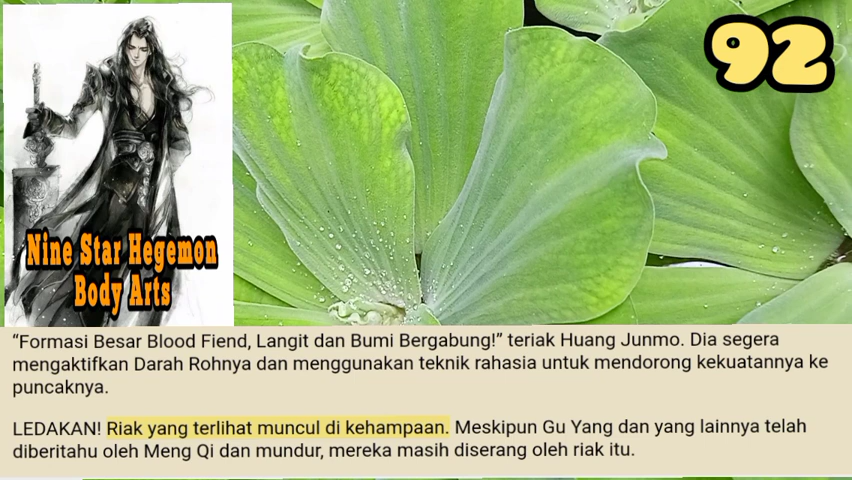 92
Nine Star Hegemon
Body Arts
“Formasi Besar Blood Fiend, Langit dan Bumi Bergabung!” teriak Huang Junmo. Dia segera
mengaktifkan Darah Rohnya dan menggunakan teknik rahasia untuk mendorong kekuatannya ke
puncaknya.
LEDAKAN! Riak yang terlihat muncul di kehampaan. Meskipun Gu Yang dan yang lainnya telah
diberitahu oleh Meng Qi dan mundur, mereka masih diserang oleh riak itu.